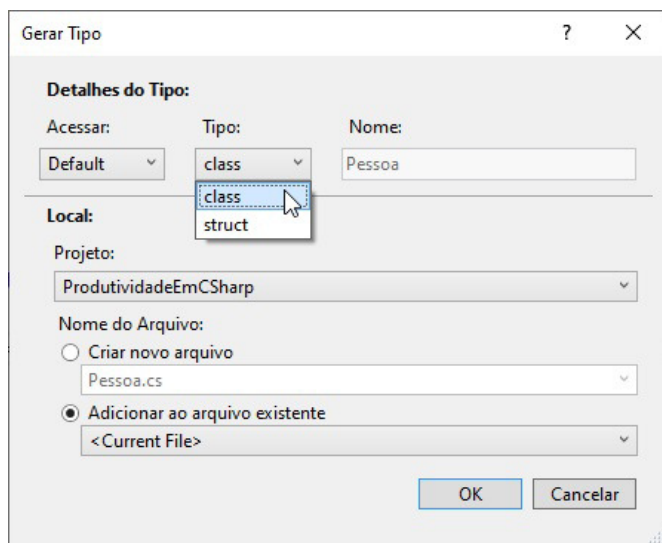 Gerar Tipo
?
Detalhes do Tipo:
Acessar: Tipo: Nome:
Default class Pessoa
class
struct
Local:
Projeto:
ProdutividadeEmCSharp
Nome do Arquivo:
Criar novo arquivo
Pessoa.cs
Adicionar ao arquivo existente
<Current File>
OK Cancelar